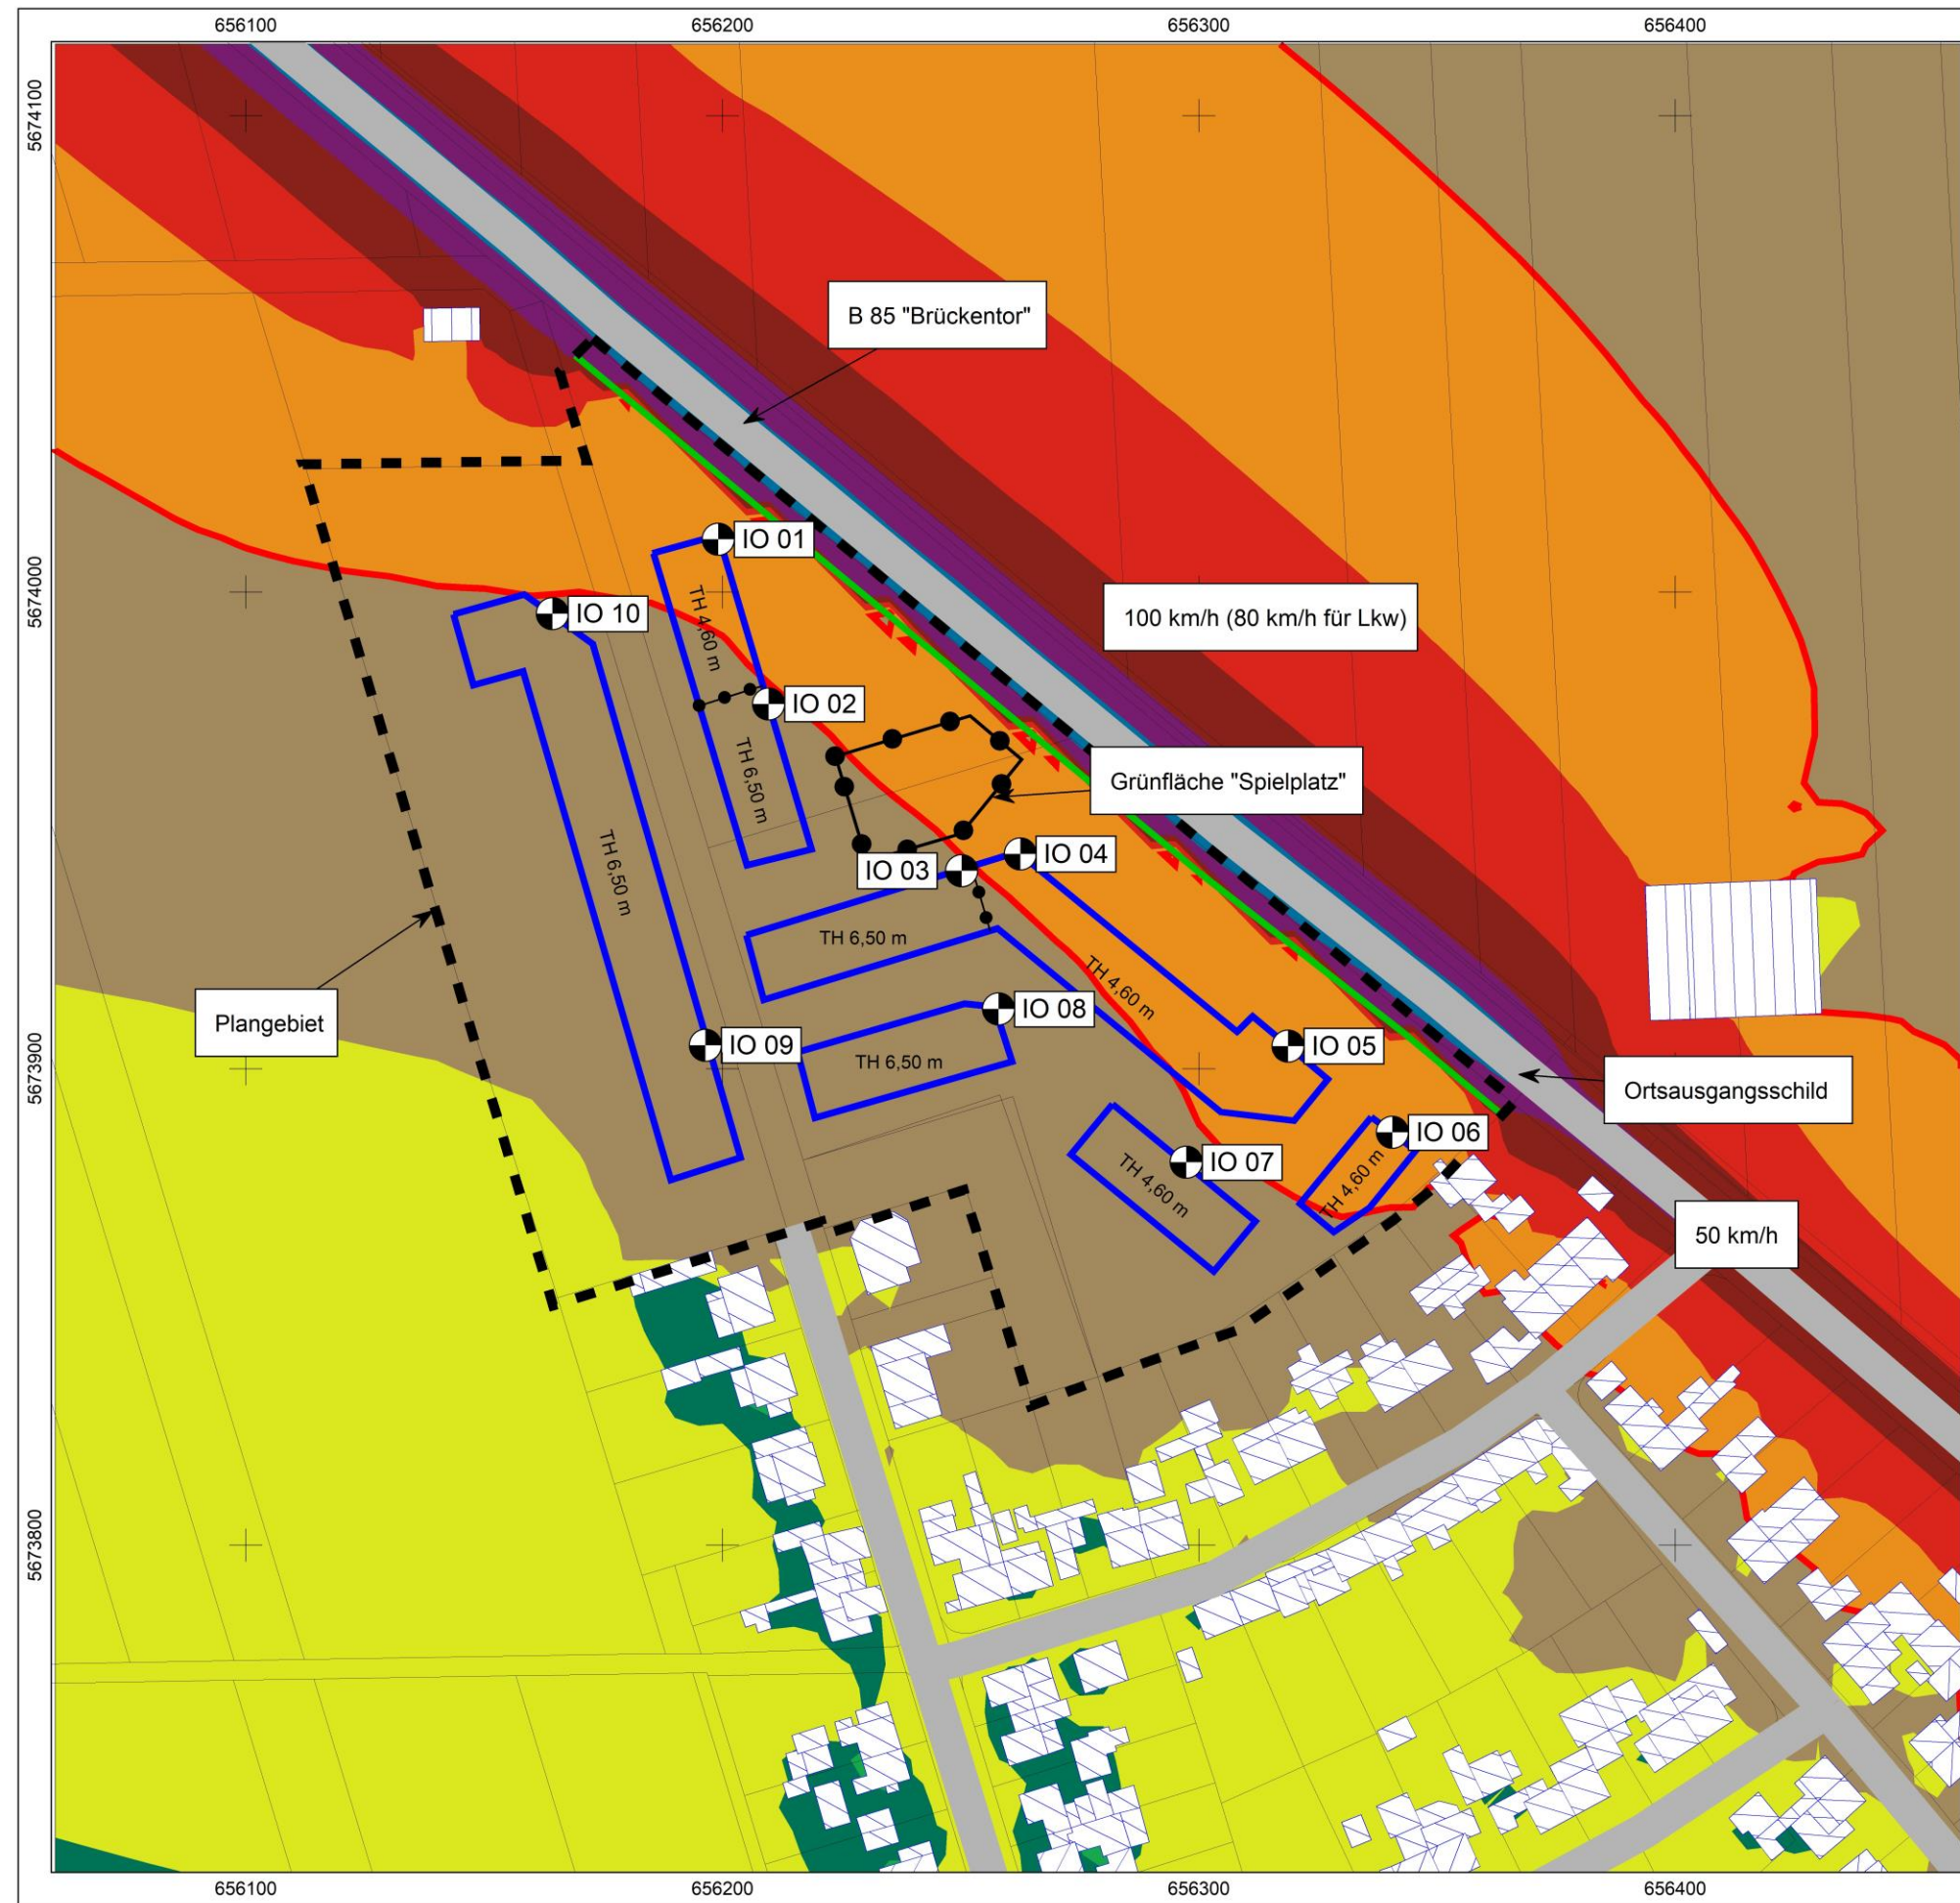 656100
656200
656300
656400
5674100
B 85 "Brückentor"
IO 01
5674000
100 km/h (80 km/h für Lkw)
IO 10
TH 4,60 m
IO 02
TH 6,50 m
Grünfläche "Spielplatz"
IO 03
IO 04
TH 6,50 m
TH 6,50 m
TH 4,60 m
Plangebiet
IO 08
IO 09
IO 05
5673900
TH 6,50 m
Ortsausgangsschild
IO 06
IO 07
TH 4,60 m
TH 4,60 m
50 km/h
5673800
656100
656200
656300
656400